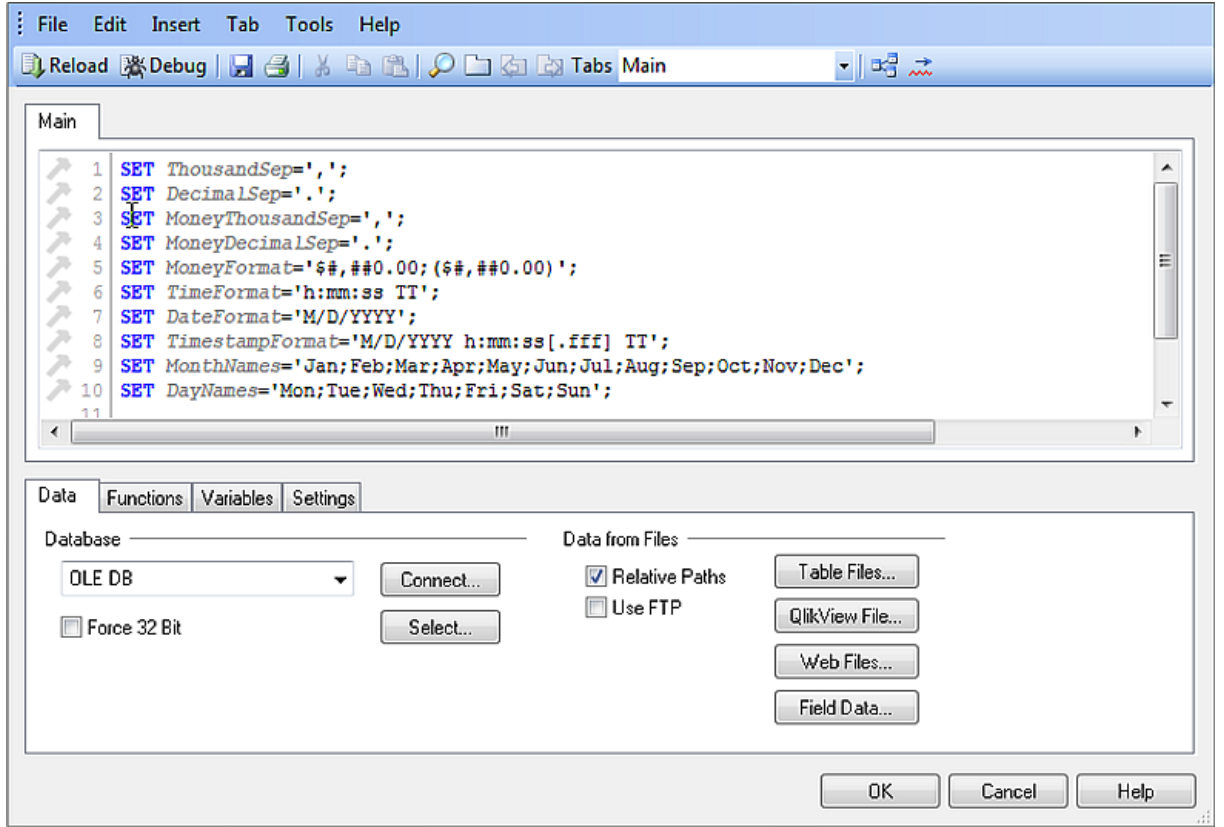 File Edit Insert Tab Tools Help
Reload Debug Tabs Main
Main
1 SET ThousandSep=',';
2 SET DecimalSep='.';
3 SET MoneyThousandSep=',';
4 SET MoneyDecimalSep='.';
5 SET MoneyFormat='$#,##0.00;($#,##0.00)';
6 SET TimeFormat='h:mm:ss TT';
7 SET DateFormat='M/D/YYYY';
8 SET TimestampFormat='M/D/YYYY h:mm:ss[.fff] TT';
9 SET MonthNames='Jan;Feb;Mar;Apr;May;Jun;Jul;Aug;Sep;Oct;Nov;Dec';
10 SET DayNames='Mon;Tue;Wed;Thu;Fri;Sat;Sun';
11
Data Functions Variables Settings
Database Data from Files
OLE DB Connect... Relative Paths Table Files...
Force 32 Bit Select... Use FTP QlikView File...
Web Files...
Field Data...
OK Cancel Help